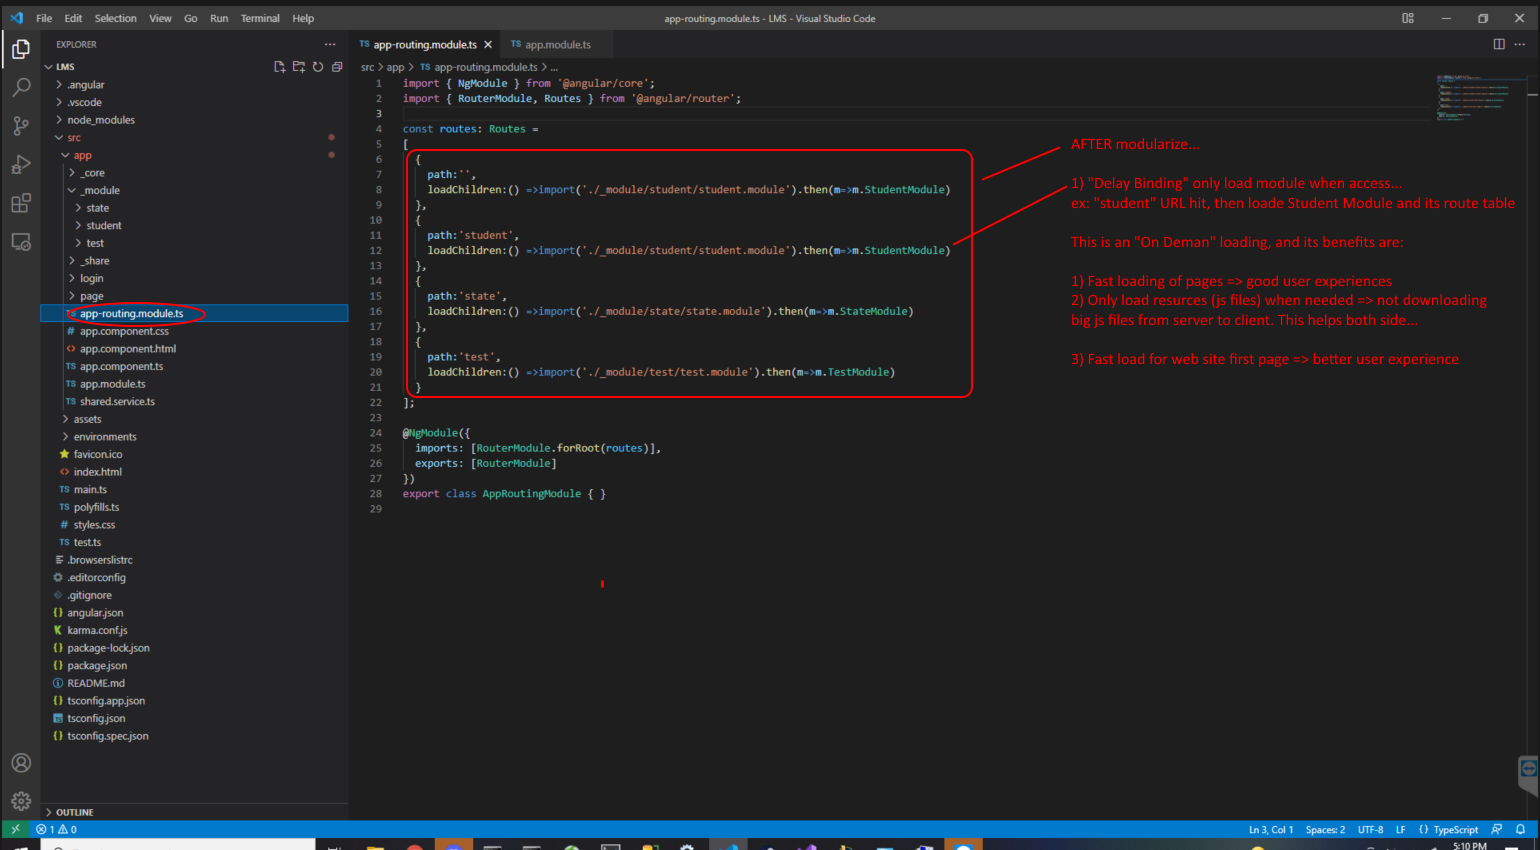 File Edit Selection View Go Run Terminal Help
app-routing.module.ts - LMS - Visual Studio Code
EXPLORER
LMS
.angular
.vscode
node_modules
src
app
_core
_module
state
student
test
_share
login
page
TS app-routing.module.ts
# app.component.css
<> app.component.html
TS app.component.ts
TS app.module.ts
TS shared.service.ts
assets
environments
favicon.ico
<> index.html
TS main.ts
TS polyfills.ts
# styles.css
TS test.ts
.browserslistrc
.editorconfig
.gitignore
{} angular.json
K karma.conf.js
{} package-lock.json
{} package.json
README.md
{} tsconfig.app.json
tsconfig.json
{} tsconfig.spec.json
OUTLINE
TS app-routing.module.ts
TS app.module.ts
src > app > TS app-routing.module.ts > ...
1 import { NgModule } from '@angular/core';
2 import { RouterModule, Routes } from '@angular/router';
3
4 const routes: Routes =
5 [
6 {
7 path:'',
8 loadChildren:() =>import('./_module/student/student.module').then(m=>m.StudentModule)
9 },
10 {
11 path:'student',
12 loadChildren:() =>import('./_module/student/student.module').then(m=>m.StudentModule)
13 },
14 {
15 path:'state',
16 loadChildren:() =>import('./_module/state/state.module').then(m=>m.StateModule)
17 },
18 {
19 path:'test',
20 loadChildren:() =>import('./_module/test/test.module').then(m=>m.TestModule)
21 }
22 ];
23
24 @NgModule({
25 imports: [RouterModule.forRoot(routes)],
26 exports: [RouterModule]
27 })
28 export class AppRoutingModule { }
29
AFTER modularize...
1) "Delay Binding" only load module when access...
ex: "student" URL hit, then loade Student Module and its route table
This is an "On Deman" loading, and its benefits are:
1) Fast loading of pages => good user experiences
2) Only load resurces (js files) when needed => not downloading
big js files from server to client. This helps both side...
3) Fast load for web site first page => better user experience
1 0
Ln 3, Col 1 Spaces: 2 UTF-8 LF {} TypeScript
5:10 PM